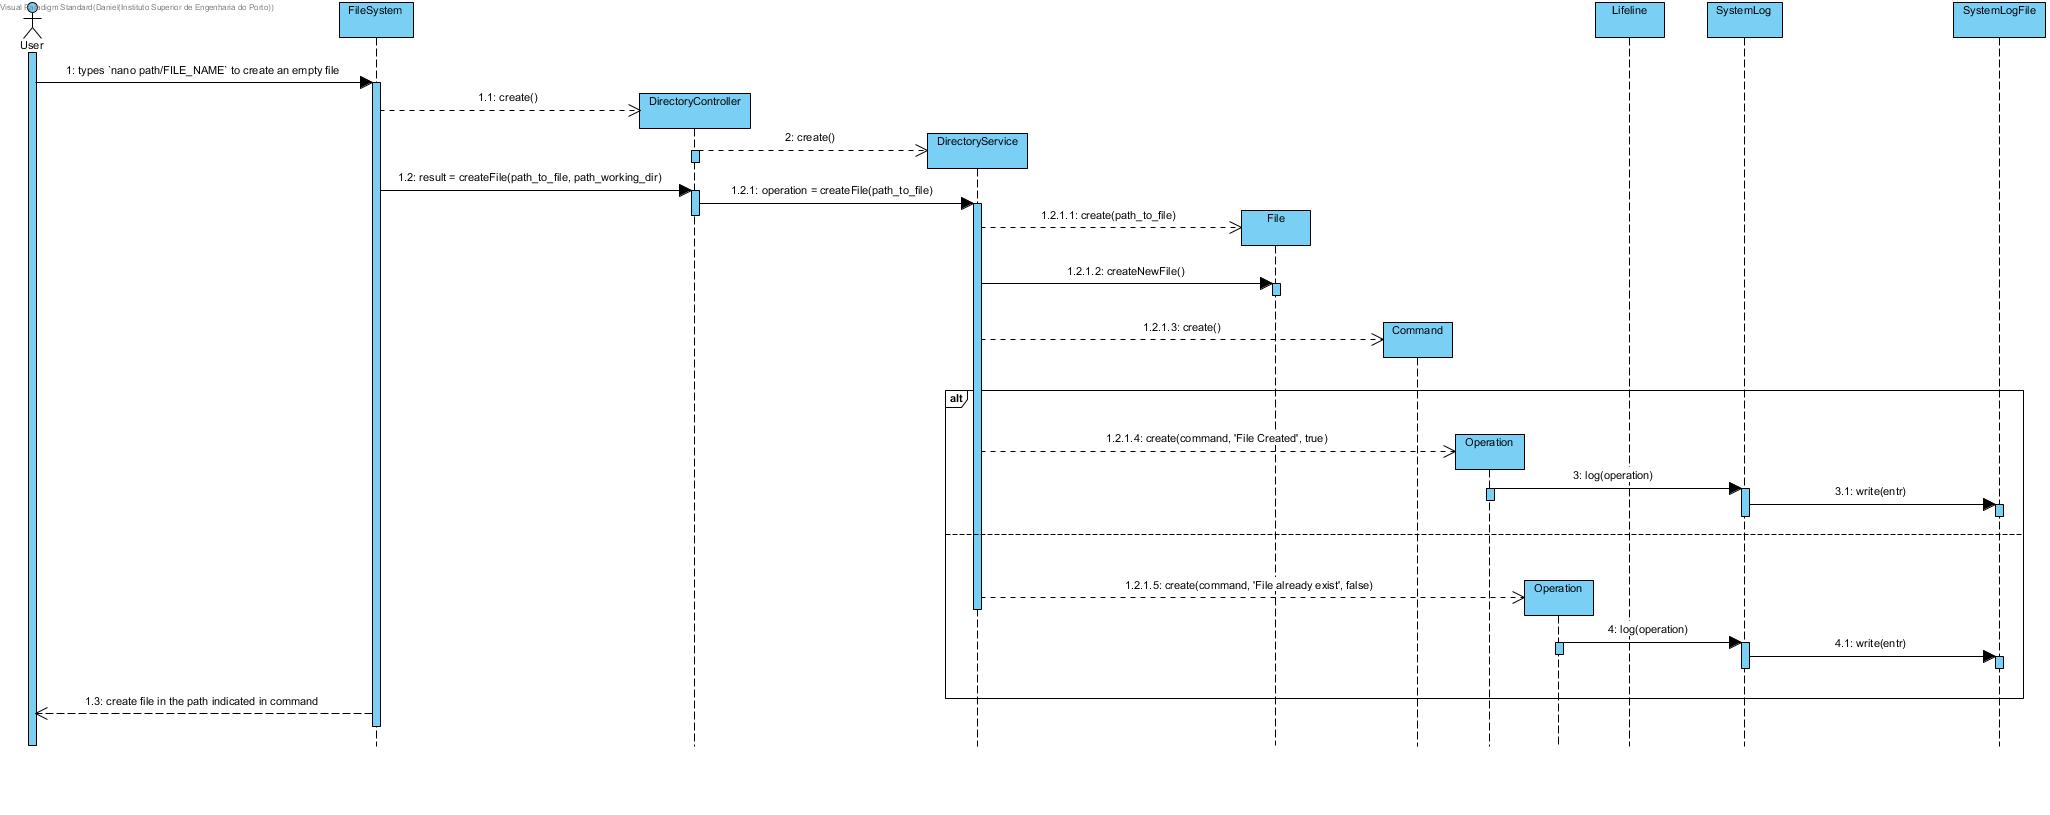 Visual Paradigm Standard(Daniel(Instituto Superior de Engenharia do Porto))
User
FileSystem
Lifeline
SystemLog
SystemLogFile
1: types `nano path/FILE_NAME` to create an empty file
1.1: create()
DirectoryController
2: create()
DirectoryService
1.2: result = createFile(path_to_file, path_working_dir)
1.2.1: operation = createFile(path_to_file)
1.2.1.1: create(path_to_file)
File
1.2.1.2: createNewFile()
1.2.1.3: create()
Command
alt
1.2.1.4: create(command, 'File Created', true)
Operation
3: log(operation)
3.1: write(entr)
1.2.1.5: create(command, 'File already exist', false)
Operation
4: log(operation)
4.1: write(entr)
1.3: create file in the path indicated in command